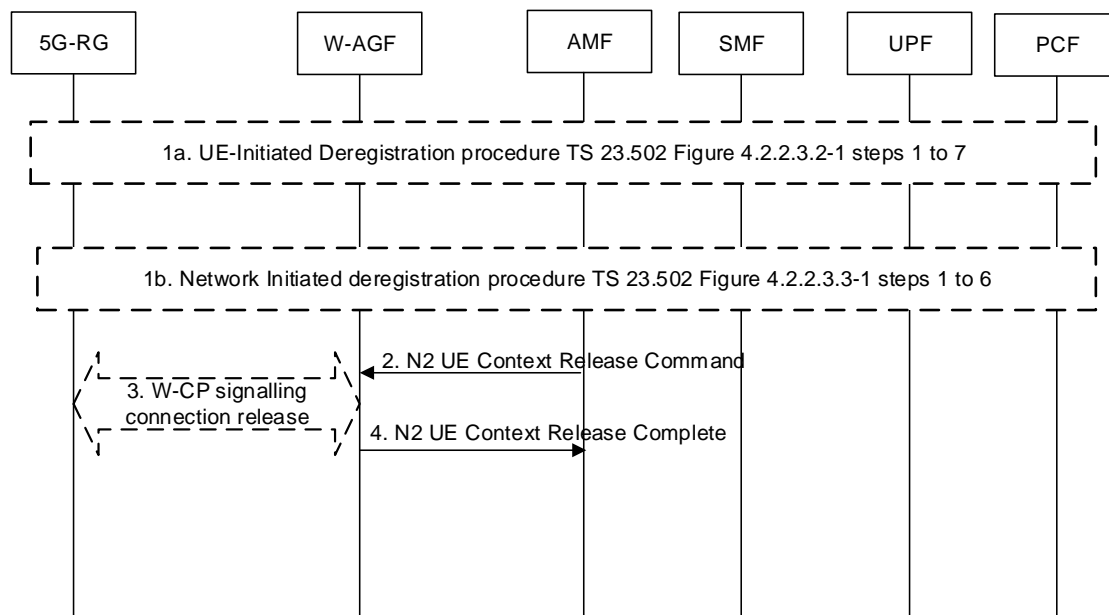 5G-RG
W-AGF
AMF
SMF
UPF
PCF
1a. UE-Initiated Deregistration procedure TS 23.502 Figure 4.2.2.3.2-1 steps 1 to 7
1b. Network Initiated deregistration procedure TS 23.502 Figure 4.2.2.3.3-1 steps 1 to 6
2. N2 UE Context Release Command
3. W-CP signalling
connection release
4. N2 UE Context Release Complete